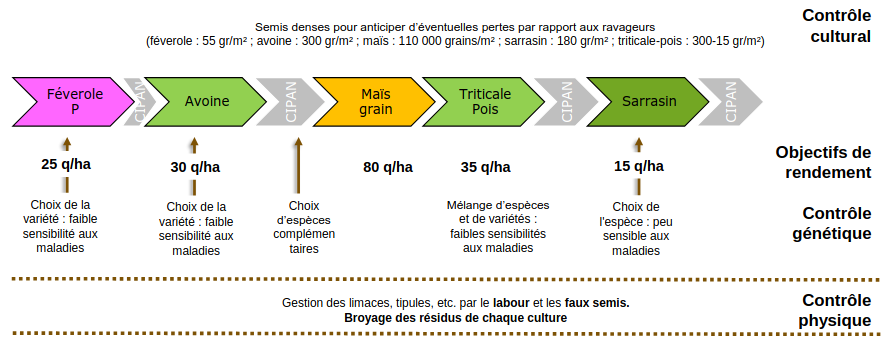 Semis denses pour anticiper d'éventuelles pertes par rapport aux ravageurs
(féverole : 55 gr/m² ; avoine : 300 gr/m² ; maïs : 110 000 grains/m² ; sarrasin : 180 gr/m² ; triticale-pois : 300-15 gr/m²)
Contrôle
cultural
Féverole
P
CIPAN
Avoine
CIPAN
Maïs
grain
Triticale
Pois
CIPAN
Sarrasin
CIPAN
25 q/ha
30 q/ha
80 q/ha
35 q/ha
15 q/ha
Objectifs de
rendement
Choix de la
variété : faible
sensibilité aux
maladies
Choix de la
variété : faible
sensibilité aux
maladies
Choix
d'espèces
complémen
taires
Mélange d'espèces
et de variétés :
faibles sensibilités
aux maladies
Choix de
l'espèce : peu
sensible aux
maladies
Contrôle
génétique
Gestion des limaces, tipules, etc. par le labour et les faux semis.
Broyage des résidus de chaque culture
Contrôle
physique